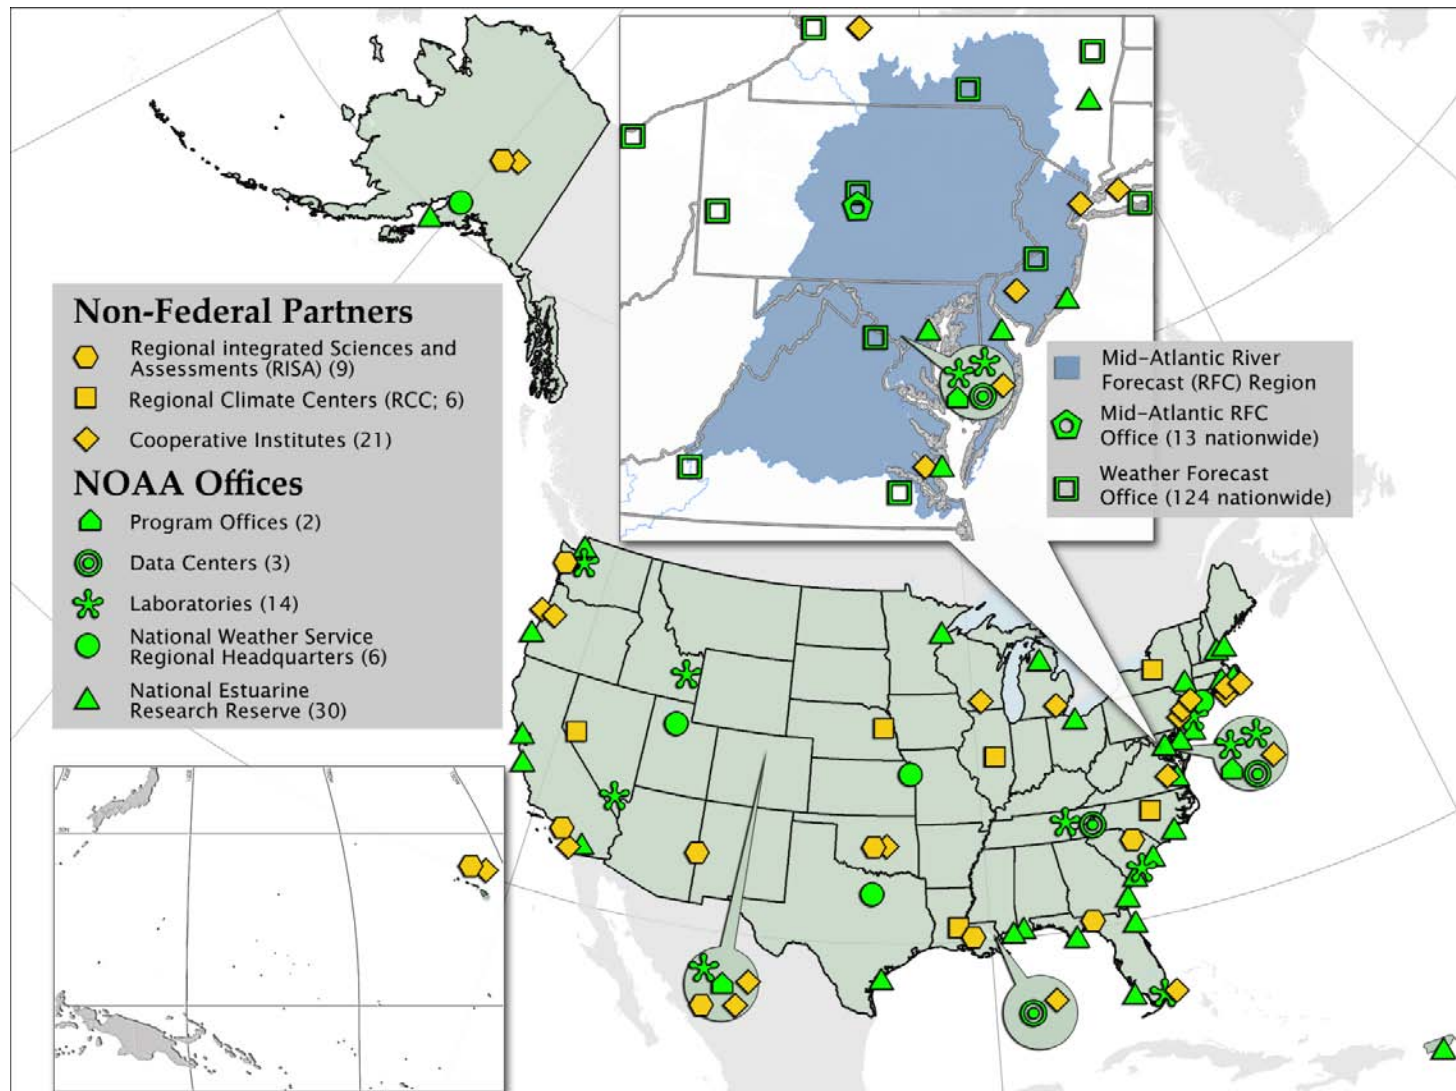 Non-Federal Partners
Regional Integrated Sciences and
Assessments (RISA) (9)
Regional Climate Centers (RCC; 6)
Cooperative Institutes (21)
NOAA Offices
Program Offices (2)
Data Centers (3)
Laboratories (14)
National Weather Service
Regional Headquarters (6)
National Estuarine
Research Reserve (30)
Mid-Atlantic River
Forecast (RFC) Region
Mid-Atlantic RFC
Office (13 nationwide)
Weather Forecast
Office (124 nationwide)